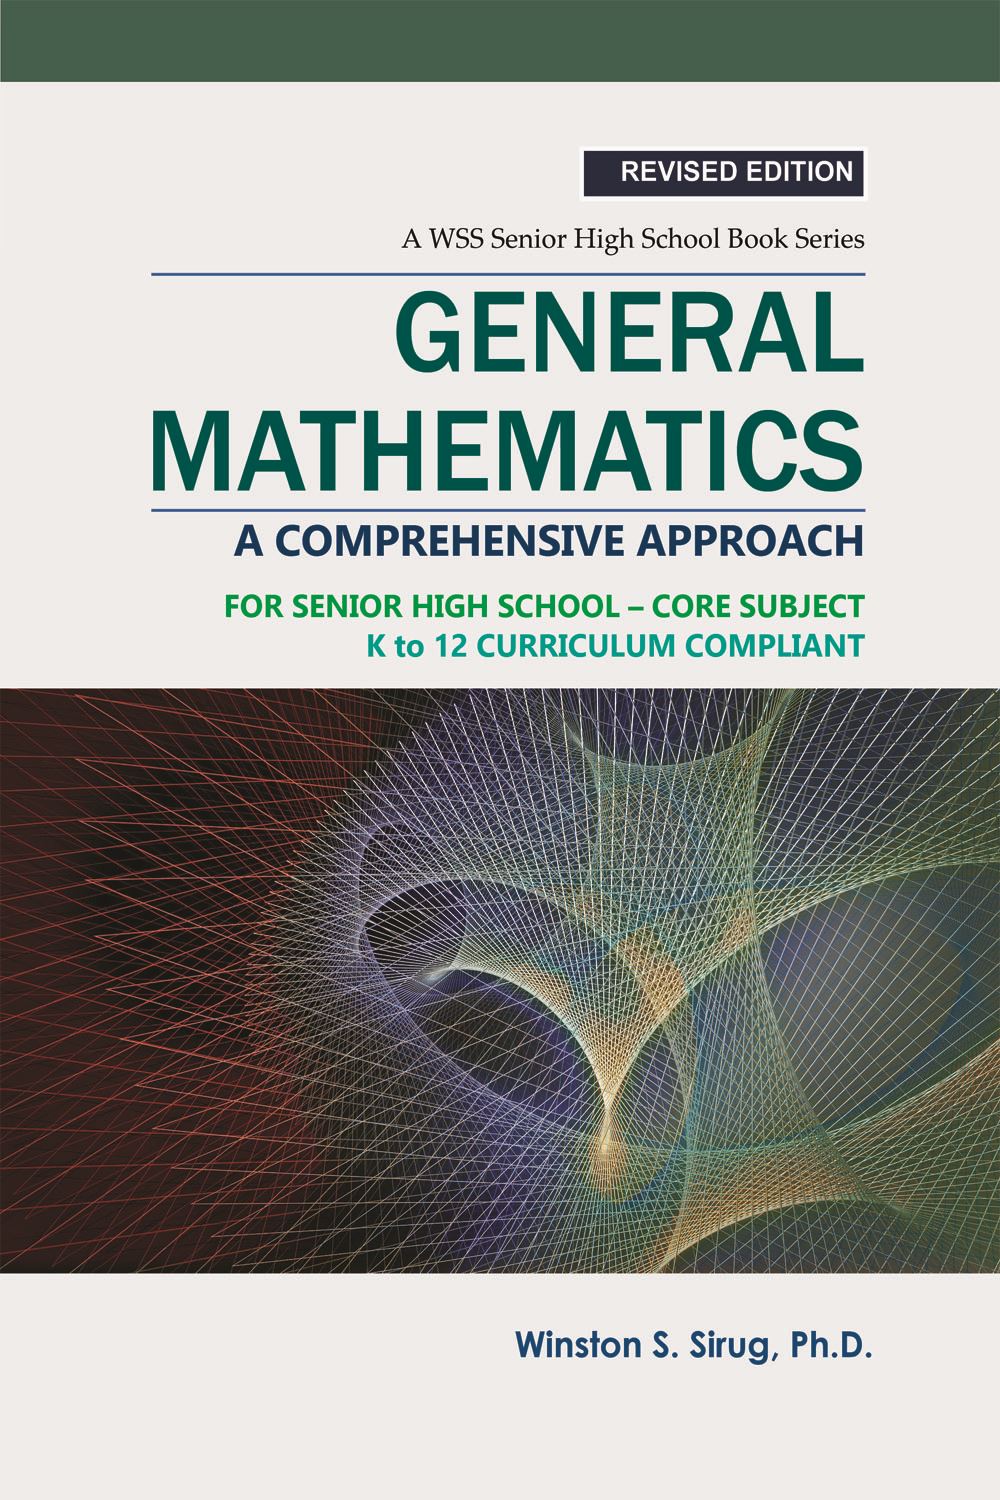 REVISED EDITION
A WSS Senior High School Book Series
GENERAL
MATHEMATICS
A COMPREHENSIVE APPROACH
FOR SENIOR HIGH SCHOOL – CORE SUBJECT
K to 12 CURRICULUM COMPLIANT
Winston S. Sirug, Ph.D.